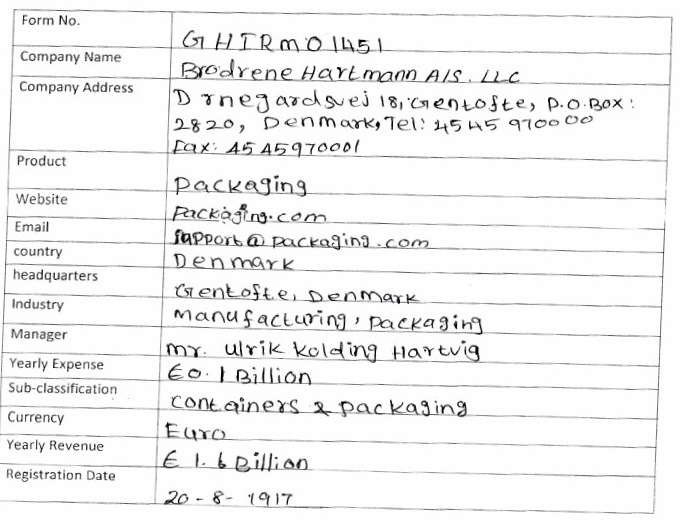 Form No.
GHIRMO1451
Company Name
Brodrene Hartmann A/S. LLC
Company Address
Drnegardsvej 18, Gentofte, P.O.Box:
2820, Denmark, Tel: 4545 970000
Fax: 4545970001
Product
Packaging
Website
Packaging.com
Email
support@packaging.com
country
Denmark
headquarters
Gentofte, Denmark
Industry
Manufacturing, packaging
Manager
mr. Ulrik Kolding Hartvig
Yearly Expense
€0.1 Billion
Sub-classification
Containers & packaging
Currency
Euro
Yearly Revenue
€ 1.6 Billion
Registration Date
20-8-1917